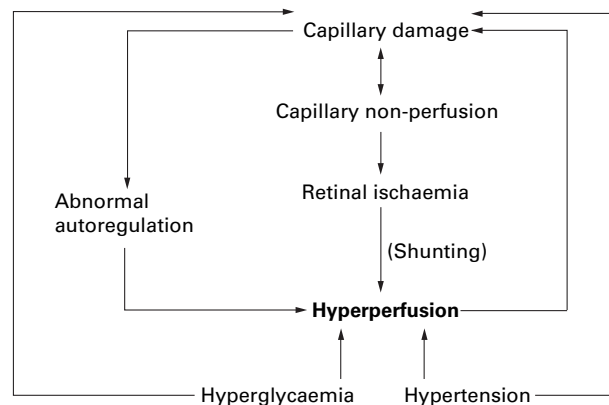 Capillary damage
Capillary non-perfusion
Abnormal
autoregulation
Retinal ischaemia
(Shunting)
Hyperperfusion
Hyperglycaemia
Hypertension